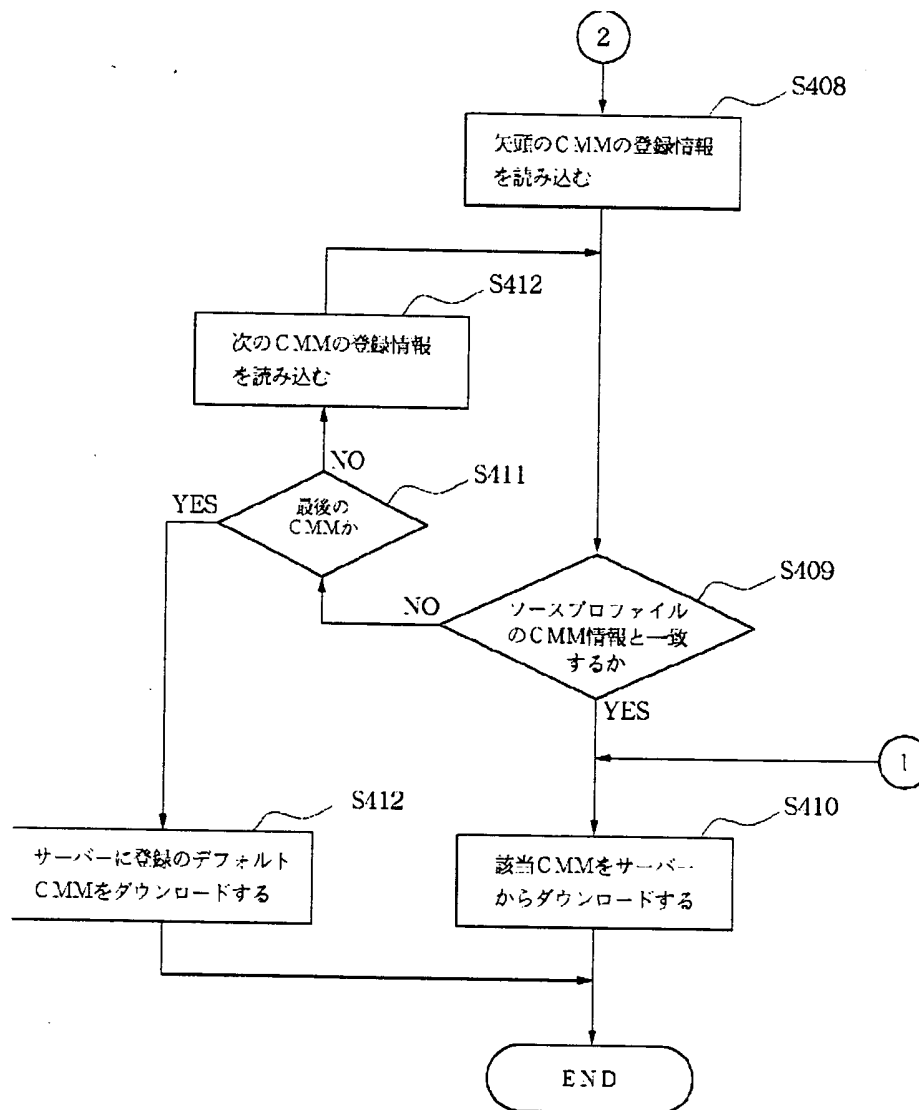 2
S408
先頭のCMMの登録情報
を読み込む
S412
次のCMMの登録情報
を読み込む
NO
S411
YES
最後の
CMMか
S409
NO
ソースプロファイル
のCMM情報と一致
するか
YES
1
S412
S410
サーバーに登録のデフォルト
CMMをダウンロードする
該当CMMをサーバー
からダウンロードする
END